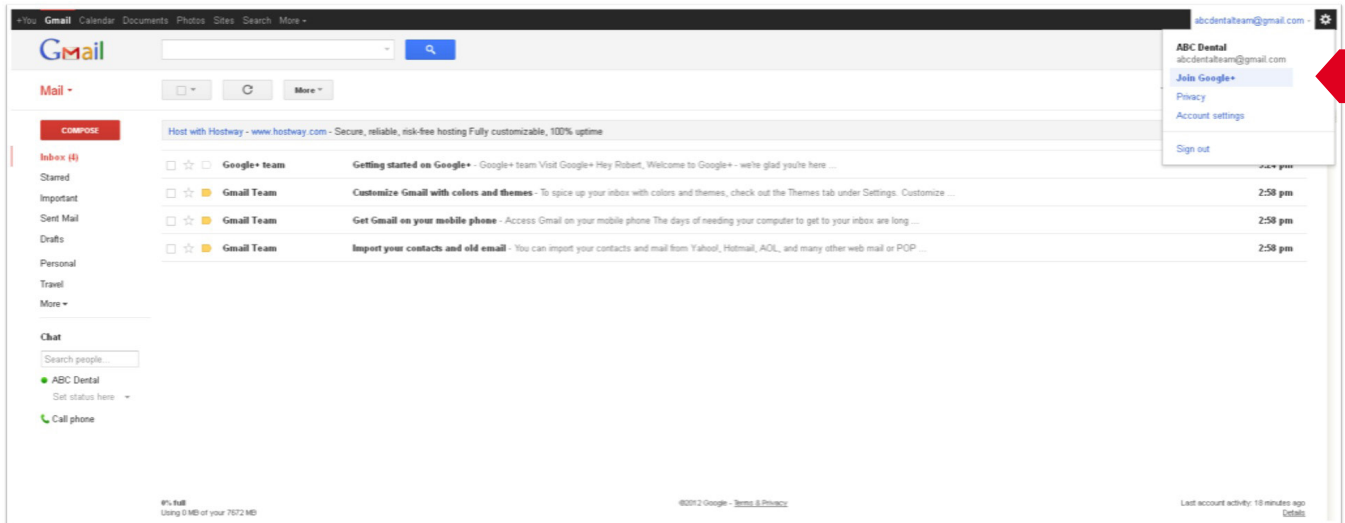 +You Gmail Calendar Documents Photos Sites Search More
abcdentalteam@gmail.com
Gmail
ABC Dental
abcdentalteam@gmail.com
Join Google+
Privacy
Account settings
Sign out
Mail
More
COMPOSE
Host with Hostway - www.hostway.com - Secure, reliable, risk-free hosting Fully customizable, 100% uptime
Inbox (4)
Starred
Important
Sent Mail
Drafts
Personal
Travel
More
Google+ team Getting started on Google+ - Google+ team Visit Google+ Hey Robert, Welcome to Google+ - we're glad you're here ...
Gmail Team Customize Gmail with colors and themes - To spice up your inbox with colors and themes, check out the Themes tab under Settings. Customize ... 2:58 pm
Gmail Team Get Gmail on your mobile phone - Access Gmail on your mobile phone The days of needing your computer to get to your inbox are long ... 2:58 pm
Gmail Team Import your contacts and old email - You can import your contacts and mail from Yahoo!, Hotmail, AOL, and many other web mail or POP ... 2:58 pm
Chat
Search people...
ABC Dental
Set status here
Call phone
0% full
Using 0 MB of your 7672 MB
©2012 Google - Terms & Privacy
Last account activity: 18 minutes ago
Details